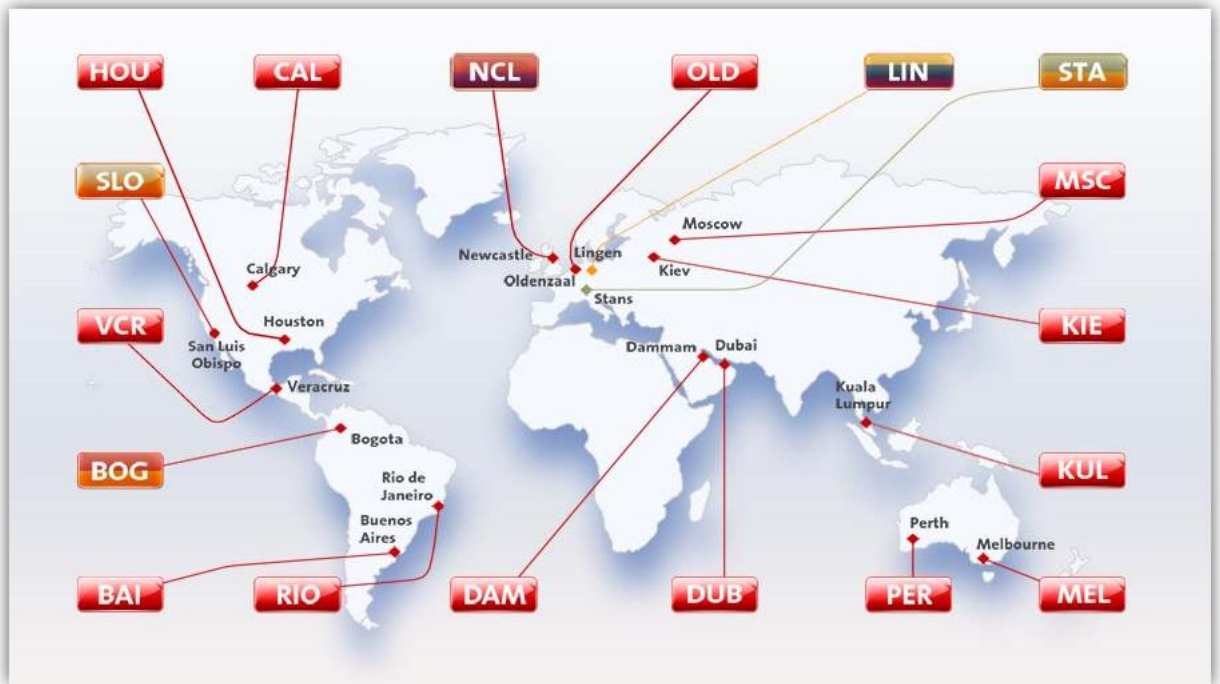 HOU
CAL
NCL
OLD
LIN
STA
SLO
MSC
Moscow
Newcastle
Lingen
Calgary
Oldenzaal
Kiev
Stans
VCR
Houston
KIE
San Luis
Obispo
Dammam
Dubai
Veracruz
Kuala
Lumpur
Bogota
BOG
KUL
Rio de
Janeiro
Buenos
Aires
Perth
Melbourne
BAI
RIO
DAM
DUB
PER
MEL